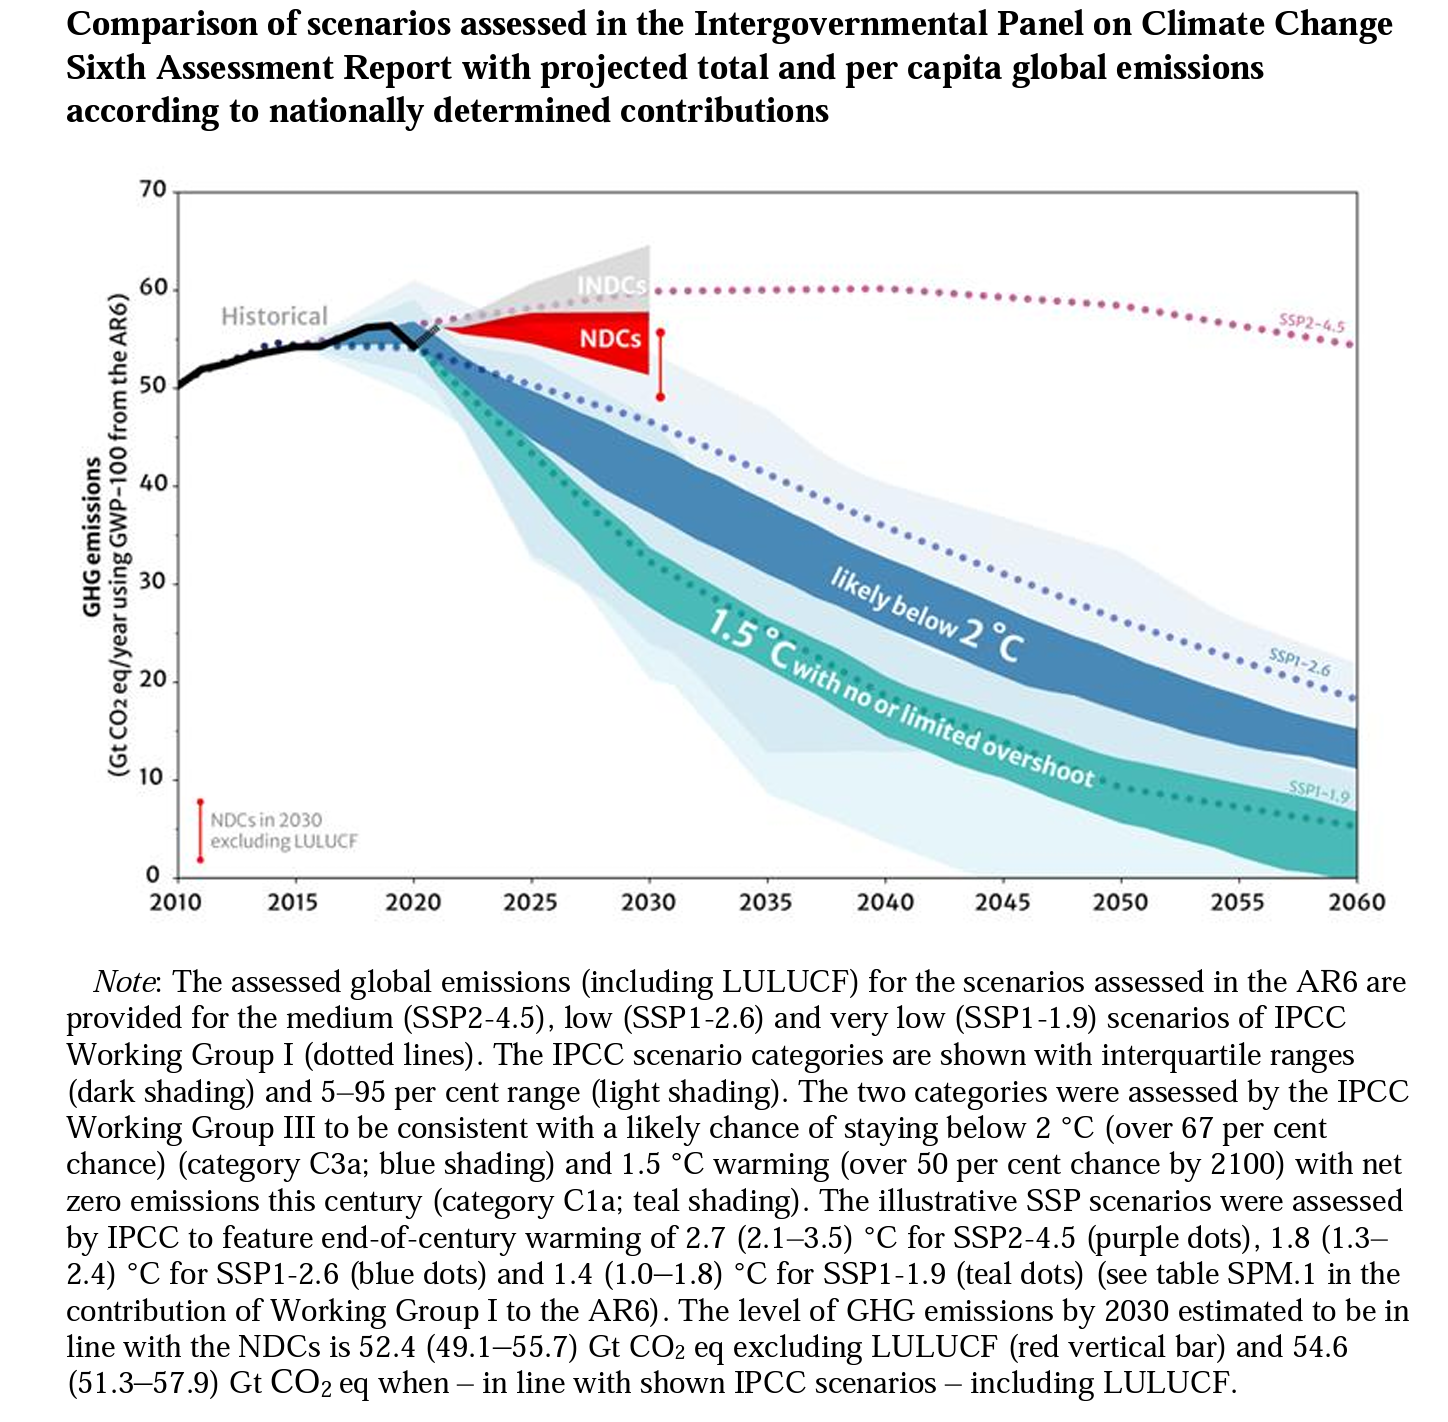 Comparison of scenarios assessed in the Intergovernmental Panel on Climate Change
Sixth Assessment Report with projected total and per capita global emissions
according to nationally determined contributions
70
60
50
40
30
20
10
0
GHG emissions
(Gt CO2 eq/year using GWP-100 from the AR6)
Historical
INDCs
NDCs
SSP2-4.5
likely below 2 °C
SSP1-2.6
1.5 °C with no or limited overshoot
SSP1-1.9
NDCs in 2030
excluding LULUCF
2010 2015 2020 2025 2030 2035 2040 2045 2050 2055 2060
Note: The assessed global emissions (including LULUCF) for the scenarios assessed in the AR6 are
provided for the medium (SSP2-4.5), low (SSP1-2.6) and very low (SSP1-1.9) scenarios of IPCC
Working Group I (dotted lines). The IPCC scenario categories are shown with interquartile ranges
(dark shading) and 5–95 per cent range (light shading). The two categories were assessed by the IPCC
Working Group III to be consistent with a likely chance of staying below 2 °C (over 67 per cent
chance) (category C3a; blue shading) and 1.5 °C warming (over 50 per cent chance by 2100) with net
zero emissions this century (category C1a; teal shading). The illustrative SSP scenarios were assessed
by IPCC to feature end-of-century warming of 2.7 (2.1–3.5) °C for SSP2-4.5 (purple dots), 1.8 (1.3–
2.4) °C for SSP1-2.6 (blue dots) and 1.4 (1.0–1.8) °C for SSP1-1.9 (teal dots) (see table SPM.1 in the
contribution of Working Group I to the AR6). The level of GHG emissions by 2030 estimated to be in
line with the NDCs is 52.4 (49.1–55.7) Gt CO2 eq excluding LULUCF (red vertical bar) and 54.6
(51.3–57.9) Gt CO2 eq when – in line with shown IPCC scenarios – including LULUCF.